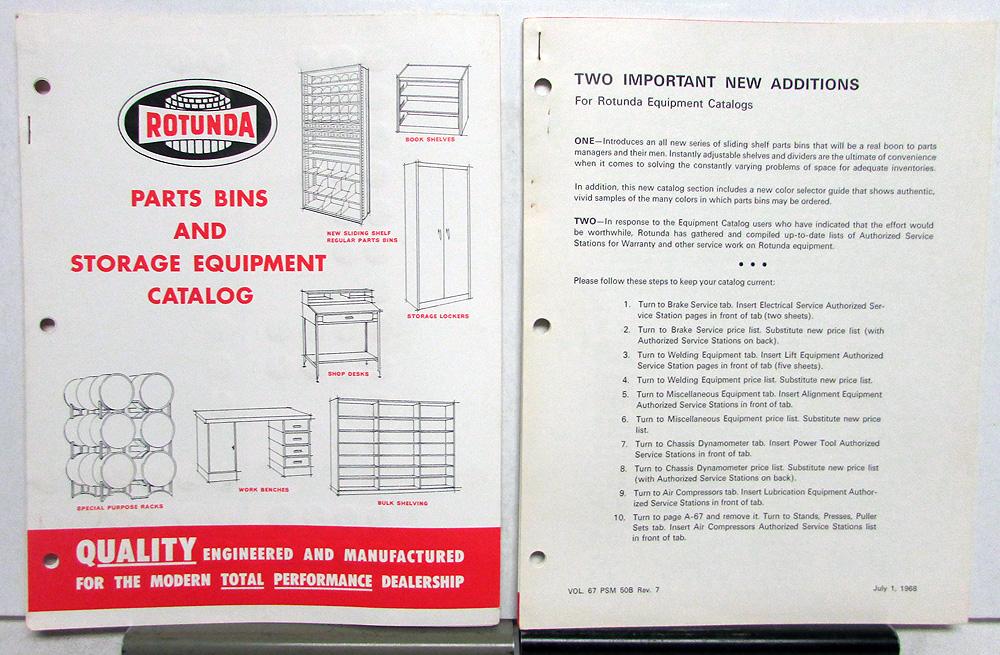 ROTUNDA
PARTS BINS
AND
STORAGE EQUIPMENT
CATALOG
BOOK SHELVES
NEW SLIDING SHELF
REGULAR PARTS BINS
STORAGE LOCKERS
SHOP DESKS
WORK BENCHES
SPECIAL PURPOSE RACKS
BULK SHELVING
QUALITY ENGINEERED AND MANUFACTURED
FOR THE MODERN TOTAL PERFORMANCE DEALERSHIP
TWO IMPORTANT NEW ADDITIONS
For Rotunda Equipment Catalogs
ONE—Introduces an all new series of sliding shelf parts bins that will be a real boon to parts
managers and their men. Instantly adjustable shelves and dividers are the ultimate of convenience
when it comes to solving the constantly varying problems of space for adequate inventories.
In addition, this new catalog section includes a new color selector guide that shows authentic,
vivid samples of the many colors in which parts bins may be ordered.
TWO—In response to the Equipment Catalog users who have indicated that the effort would
be worthwhile, Rotunda has gathered and compiled up-to-date lists of Authorized Service
Stations for Warranty and other service work on Rotunda equipment.
• • •
Please follow these steps to keep your catalog current:
1. Turn to Brake Service tab. Insert Electrical Service Authorized Ser-
vice Station pages in front of tab (two sheets).
2. Turn to Brake Service price list. Substitute new price list (with
Authorized Service Stations on back).
3. Turn to Welding Equipment tab. Insert Lift Equipment Authorized
Service Station pages in front of tab (five sheets).
4. Turn to Welding Equipment price list. Substitute new price list.
5. Turn to Miscellaneous Equipment tab. Insert Alignment Equipment
Authorized Service Stations in front of tab.
6. Turn to Miscellaneous Equipment price list. Substitute new price
list.
7. Turn to Chassis Dynamometer tab. Insert Power Tool Authorized
Service Stations in front of tab.
8. Turn to Chassis Dynamometer price list. Substitute new price list
(with Authorized Service Stations on back).
9. Turn to Air Compressors tab. Insert Lubrication Equipment Author-
ized Service Stations in front of tab.
10. Turn to page A-67 and remove it. Turn to Stands, Presses, Puller
Sets tab. Insert Air Compressors Authorized Service Stations list
in front of tab.
VOL. 67 PSM 50B Rev. 7
July 1, 1968